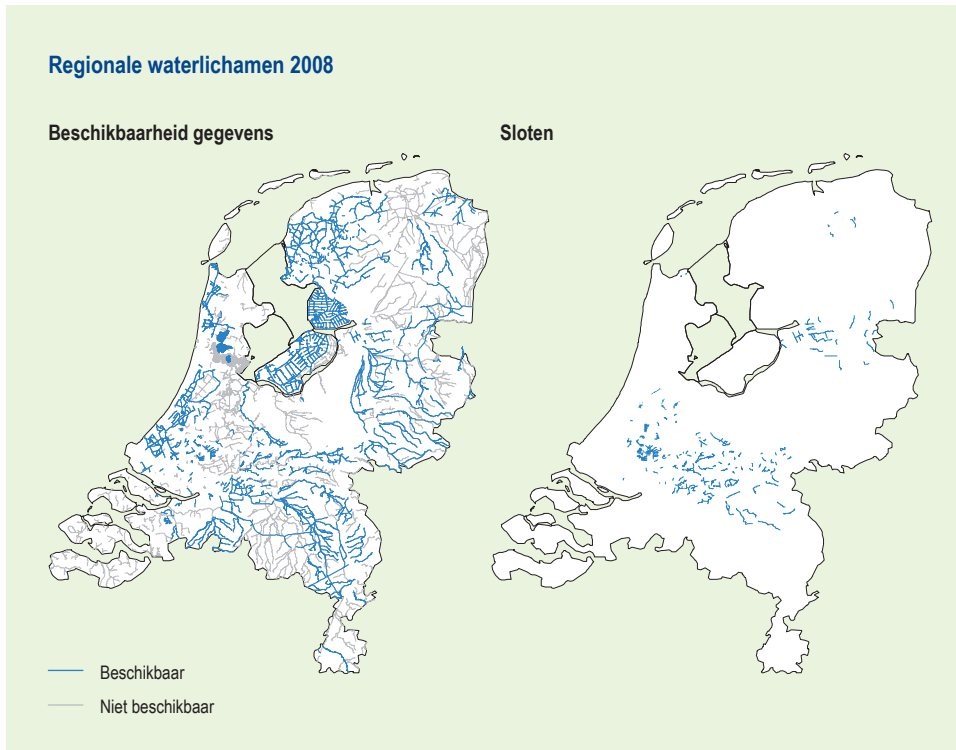 Regionale waterlichamen 2008
Beschikbaarheid gegevens
Sloten
Beschikbaar
Niet beschikbaar